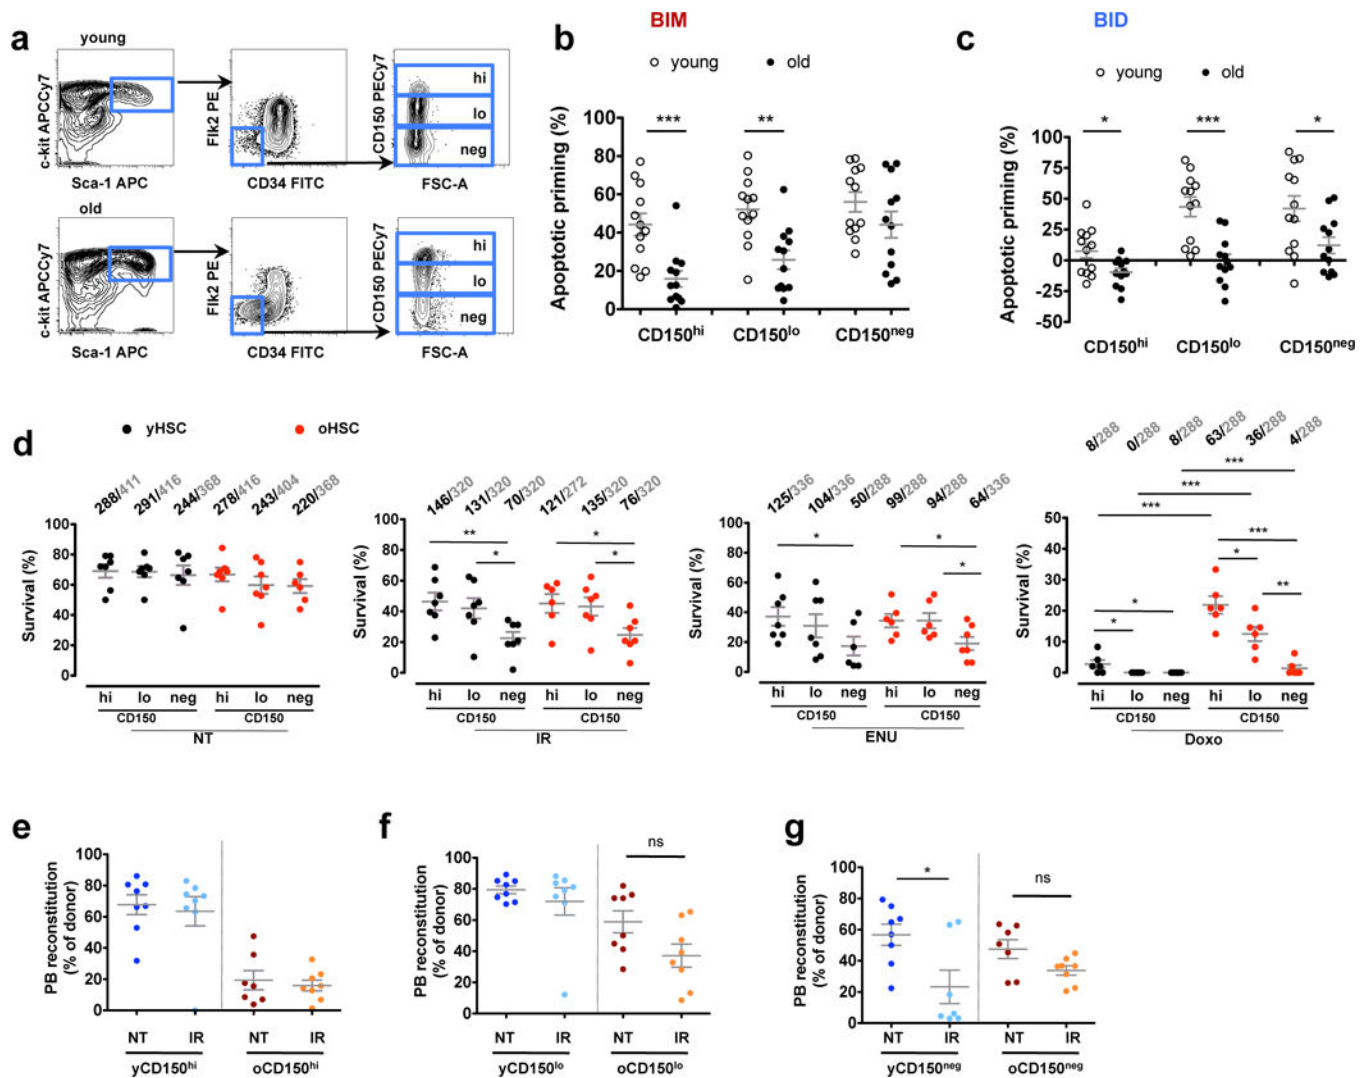 a
young
c-kit APCCy7
Sca-1 APC
Flk2 PE
CD34 FITC
CD150 PECy7
hi
lo
neg
FSC-A
old
c-kit APCCy7
Sca-1 APC
Flk2 PE
CD34 FITC
CD150 PECy7
hi
lo
neg
FSC-A
b
BIM
young old
Apoptotic priming (%)
100
80
60
40
20
0
*** **
CD150hi CD150lo CD150neg
c
BID
young old
Apoptotic priming (%)
100
75
50
25
0
-25
-50
* *** *
CD150hi CD150lo CD150neg
d
yHSC oHSC
288/411 291/416 244/368 278/416 243/404 220/368
Survival (%)
100
80
60
40
20
0
hi lo neg hi lo neg
CD150 CD150
NT
146/320 131/320 70/320 121/272 135/320 76/320
Survival (%)
100
80
60
40
20
0
** *
* *
hi lo neg hi lo neg
CD150 CD150
IR
125/336 104/336 50/288 99/288 94/288 64/336
Survival (%)
100
80
60
40
20
0
* *
*
hi lo neg hi lo neg
CD150 CD150
ENU
8/288 0/288 8/288 63/288 36/288 4/288
Survival (%)
50
40
30
20
10
0
***
***
***
***
*
**
*
*
hi lo neg hi lo neg
CD150 CD150
Doxo
e
PB reconstitution
(% of donor)
100
80
60
40
20
0
NT IR NT IR
yCD150hi oCD150hi
f
PB reconstitution
(% of donor)
100
80
60
40
20
0
ns
NT IR NT IR
yCD150lo oCD150lo
g
PB reconstitution
(% of donor)
100
80
60
40
20
0
* ns
NT IR NT IR
yCD150neg oCD150neg